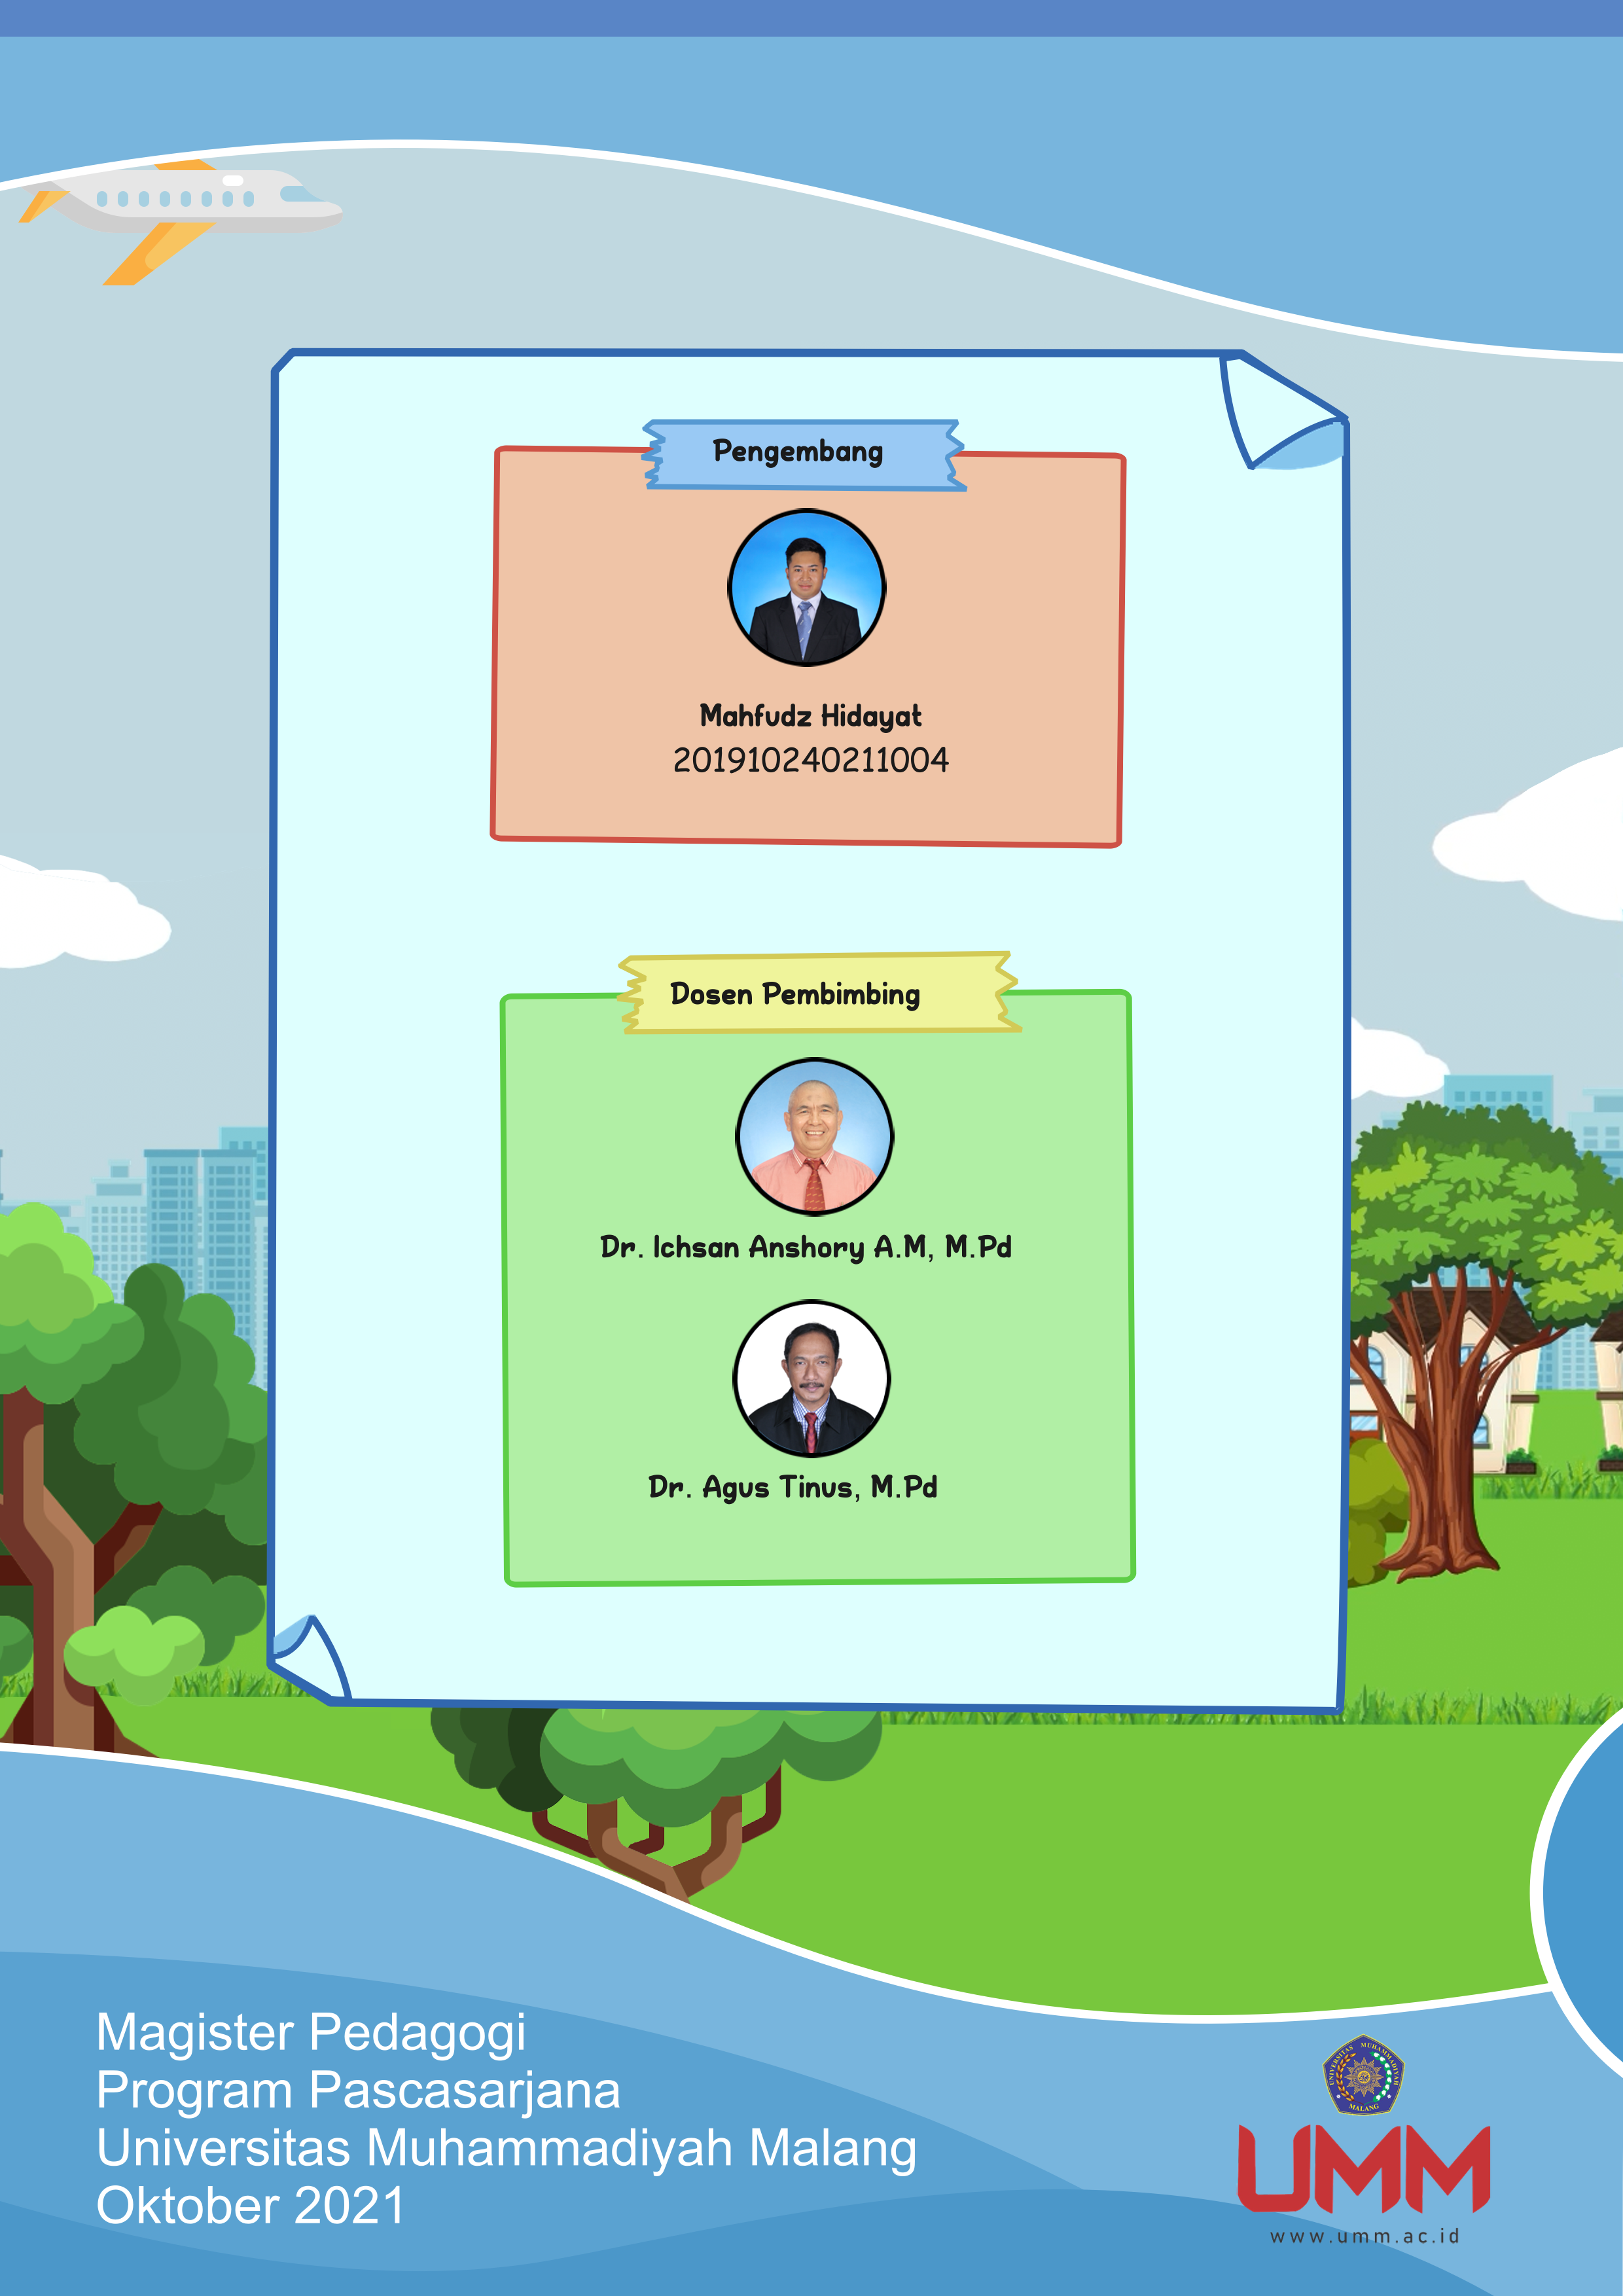 Pengembang
Mahfudz Hidayat
201910240211004
Dosen Pembimbing
Dr. Ichsan Anshory A.M, M.Pd
Dr. Agus Tinus, M.Pd
Magister Pedagogi
Program Pascasarjana
Universitas Muhammadiyah Malang
Oktober 2021
UNIVERSITAS MUHAMMADIYAH
MALANG
UMM
www.umm.ac.id